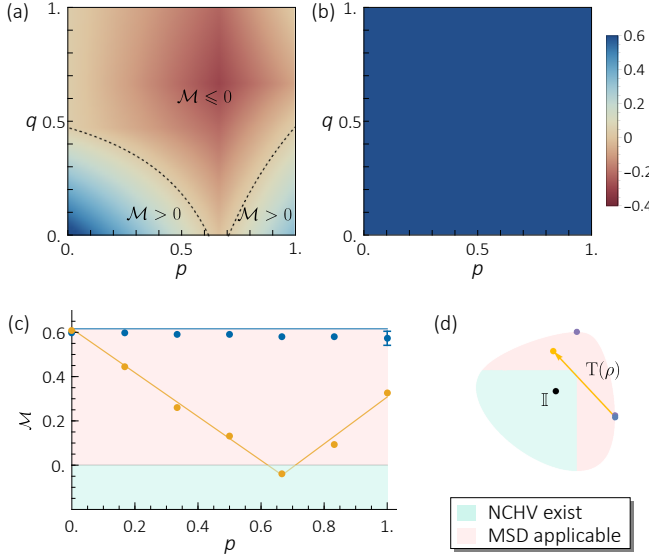 (a)
1.
q 0.5
0.
0. 0.5 1.
p
ℳ ⩽ 0
ℳ > 0
ℳ > 0
(b)
1.
0.5
0.
0. 0.5 1.
p
0.6
0.4
0.2
0
−0.2
−0.4
(c)
0.6
0.4
0.2
0.
ℳ
0. 0.2 0.4 0.6 0.8 1.
p
(d)
T(ρ)
𝕀
NCHV exist
MSD applicable